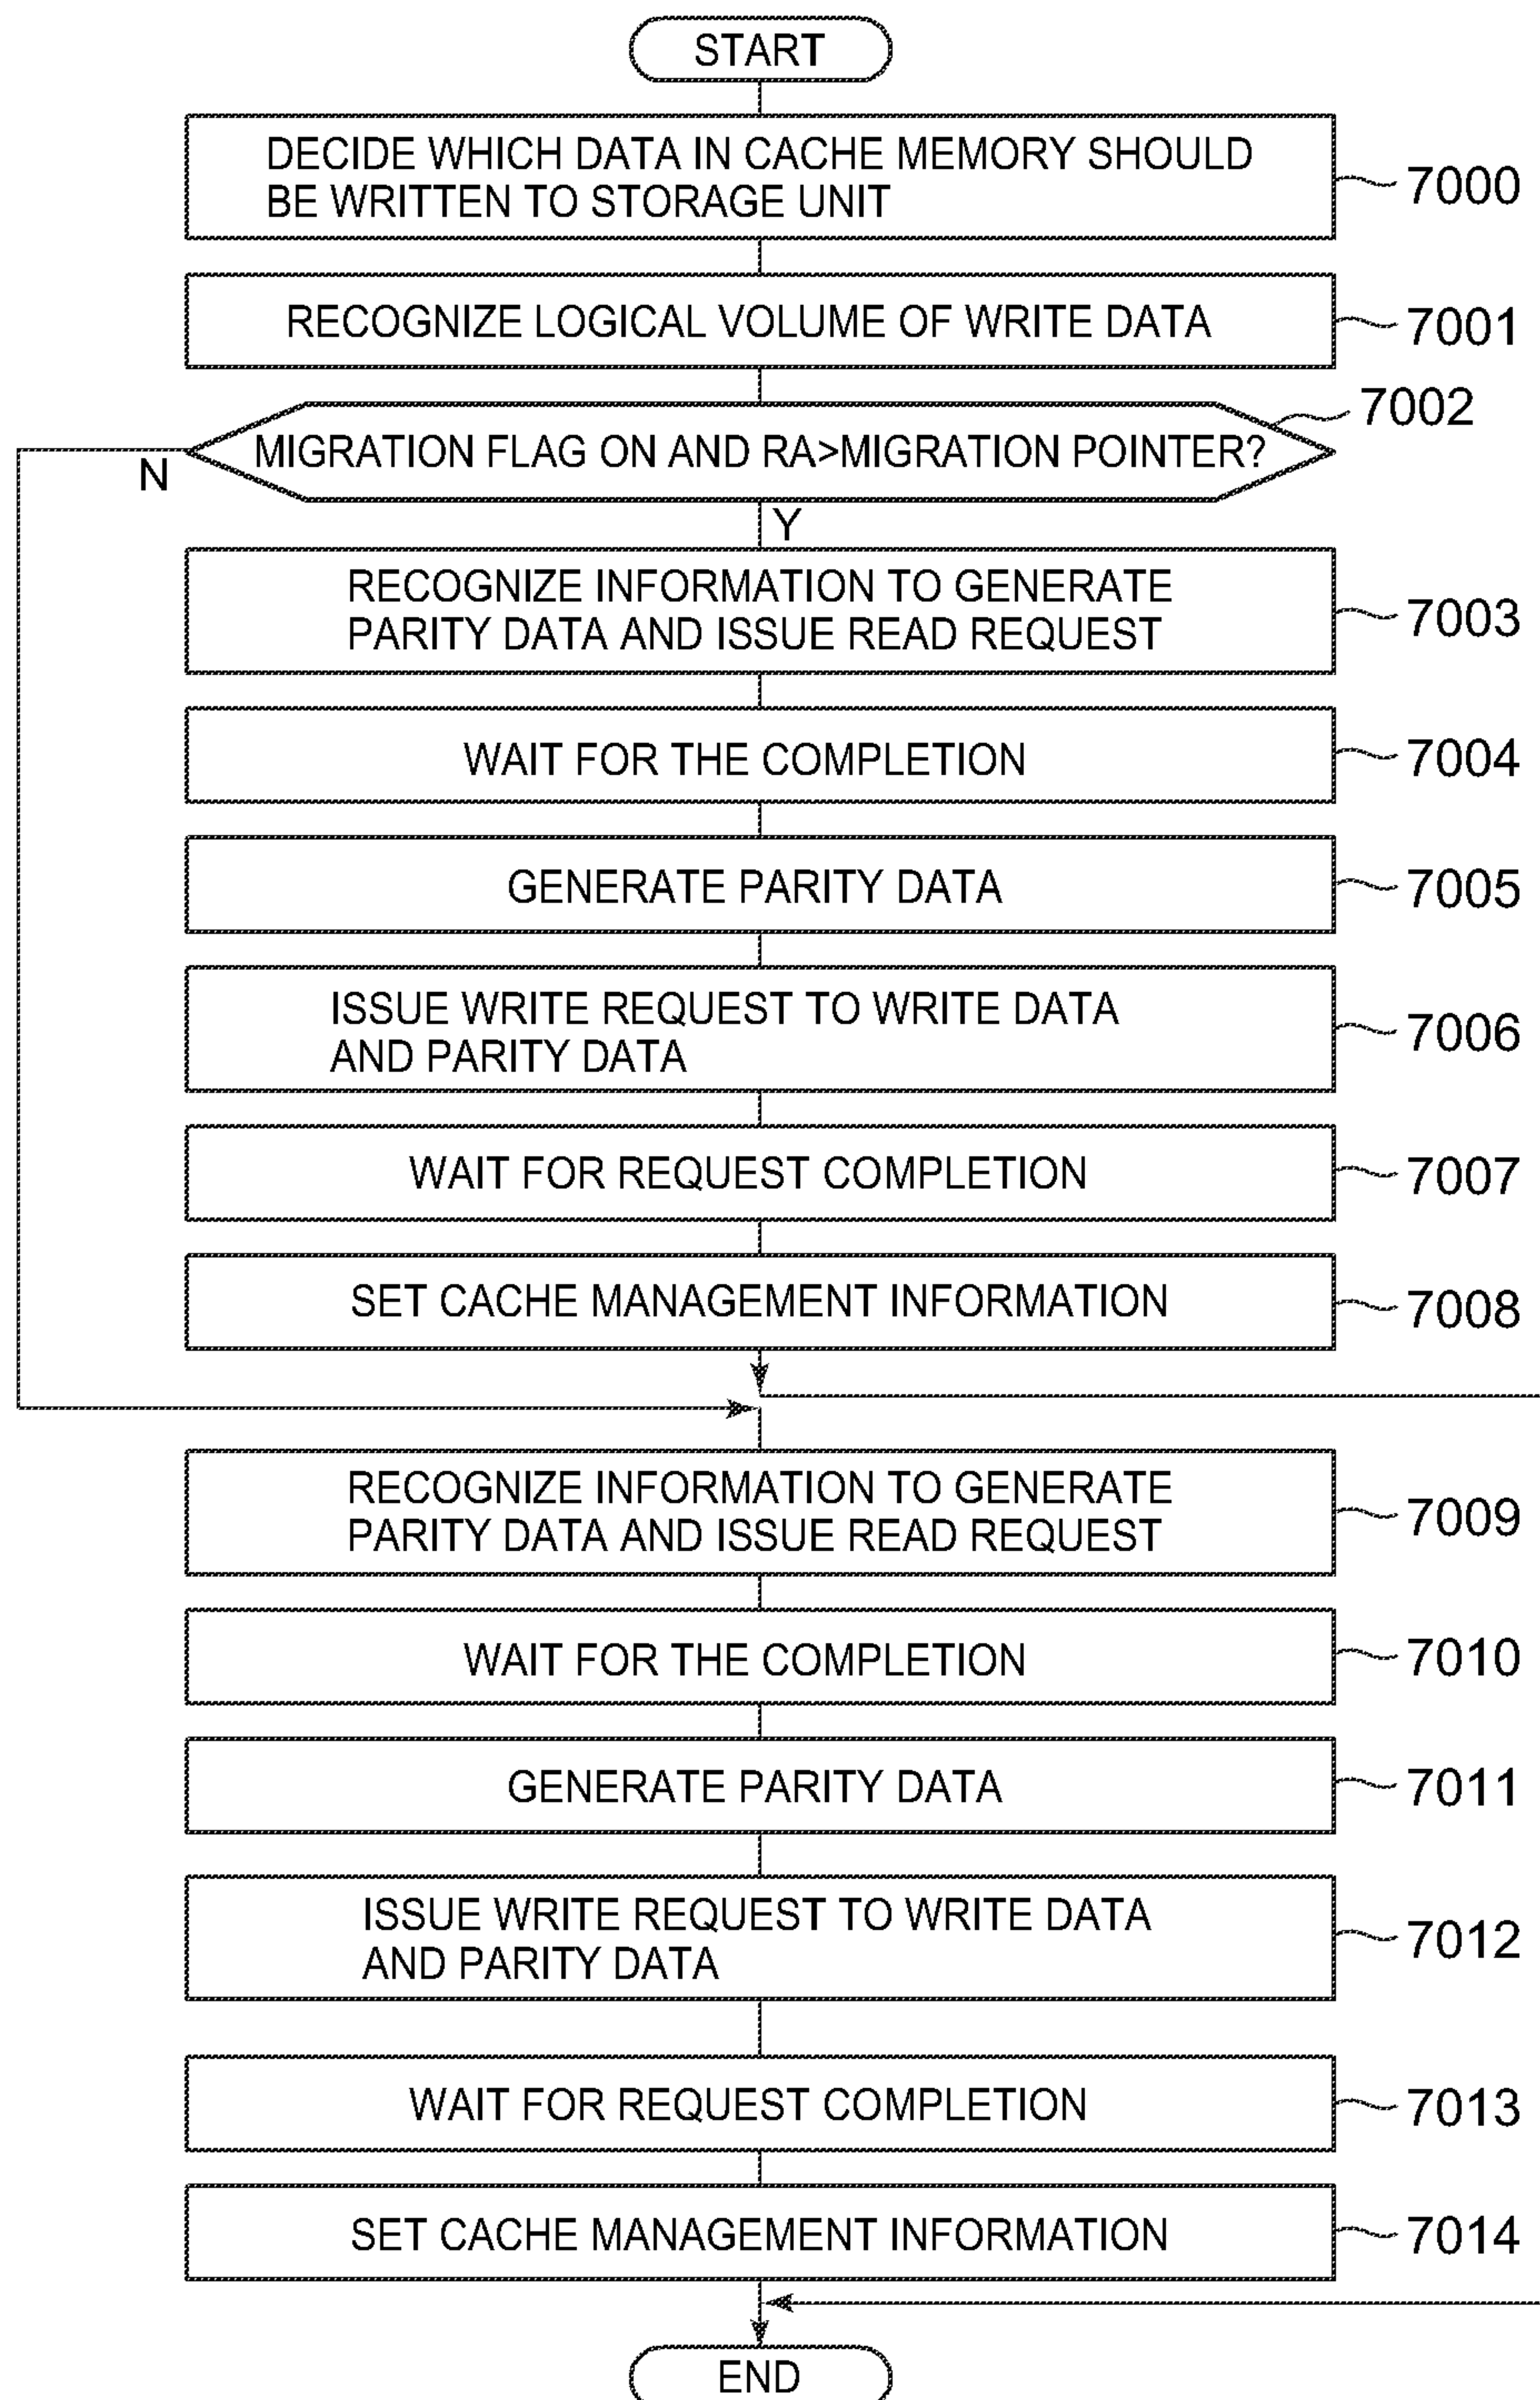 START
DECIDE WHICH DATA IN CACHE MEMORY SHOULD
BE WRITTEN TO STORAGE UNIT
7000
RECOGNIZE LOGICAL VOLUME OF WRITE DATA
7001
7002
MIGRATION FLAG ON AND RA>MIGRATION POINTER?
N
Y
RECOGNIZE INFORMATION TO GENERATE
PARITY DATA AND ISSUE READ REQUEST
7003
WAIT FOR THE COMPLETION
7004
GENERATE PARITY DATA
7005
ISSUE WRITE REQUEST TO WRITE DATA
AND PARITY DATA
7006
WAIT FOR REQUEST COMPLETION
7007
SET CACHE MANAGEMENT INFORMATION
7008
RECOGNIZE INFORMATION TO GENERATE
PARITY DATA AND ISSUE READ REQUEST
7009
WAIT FOR THE COMPLETION
7010
GENERATE PARITY DATA
7011
ISSUE WRITE REQUEST TO WRITE DATA
AND PARITY DATA
7012
WAIT FOR REQUEST COMPLETION
7013
SET CACHE MANAGEMENT INFORMATION
7014
END